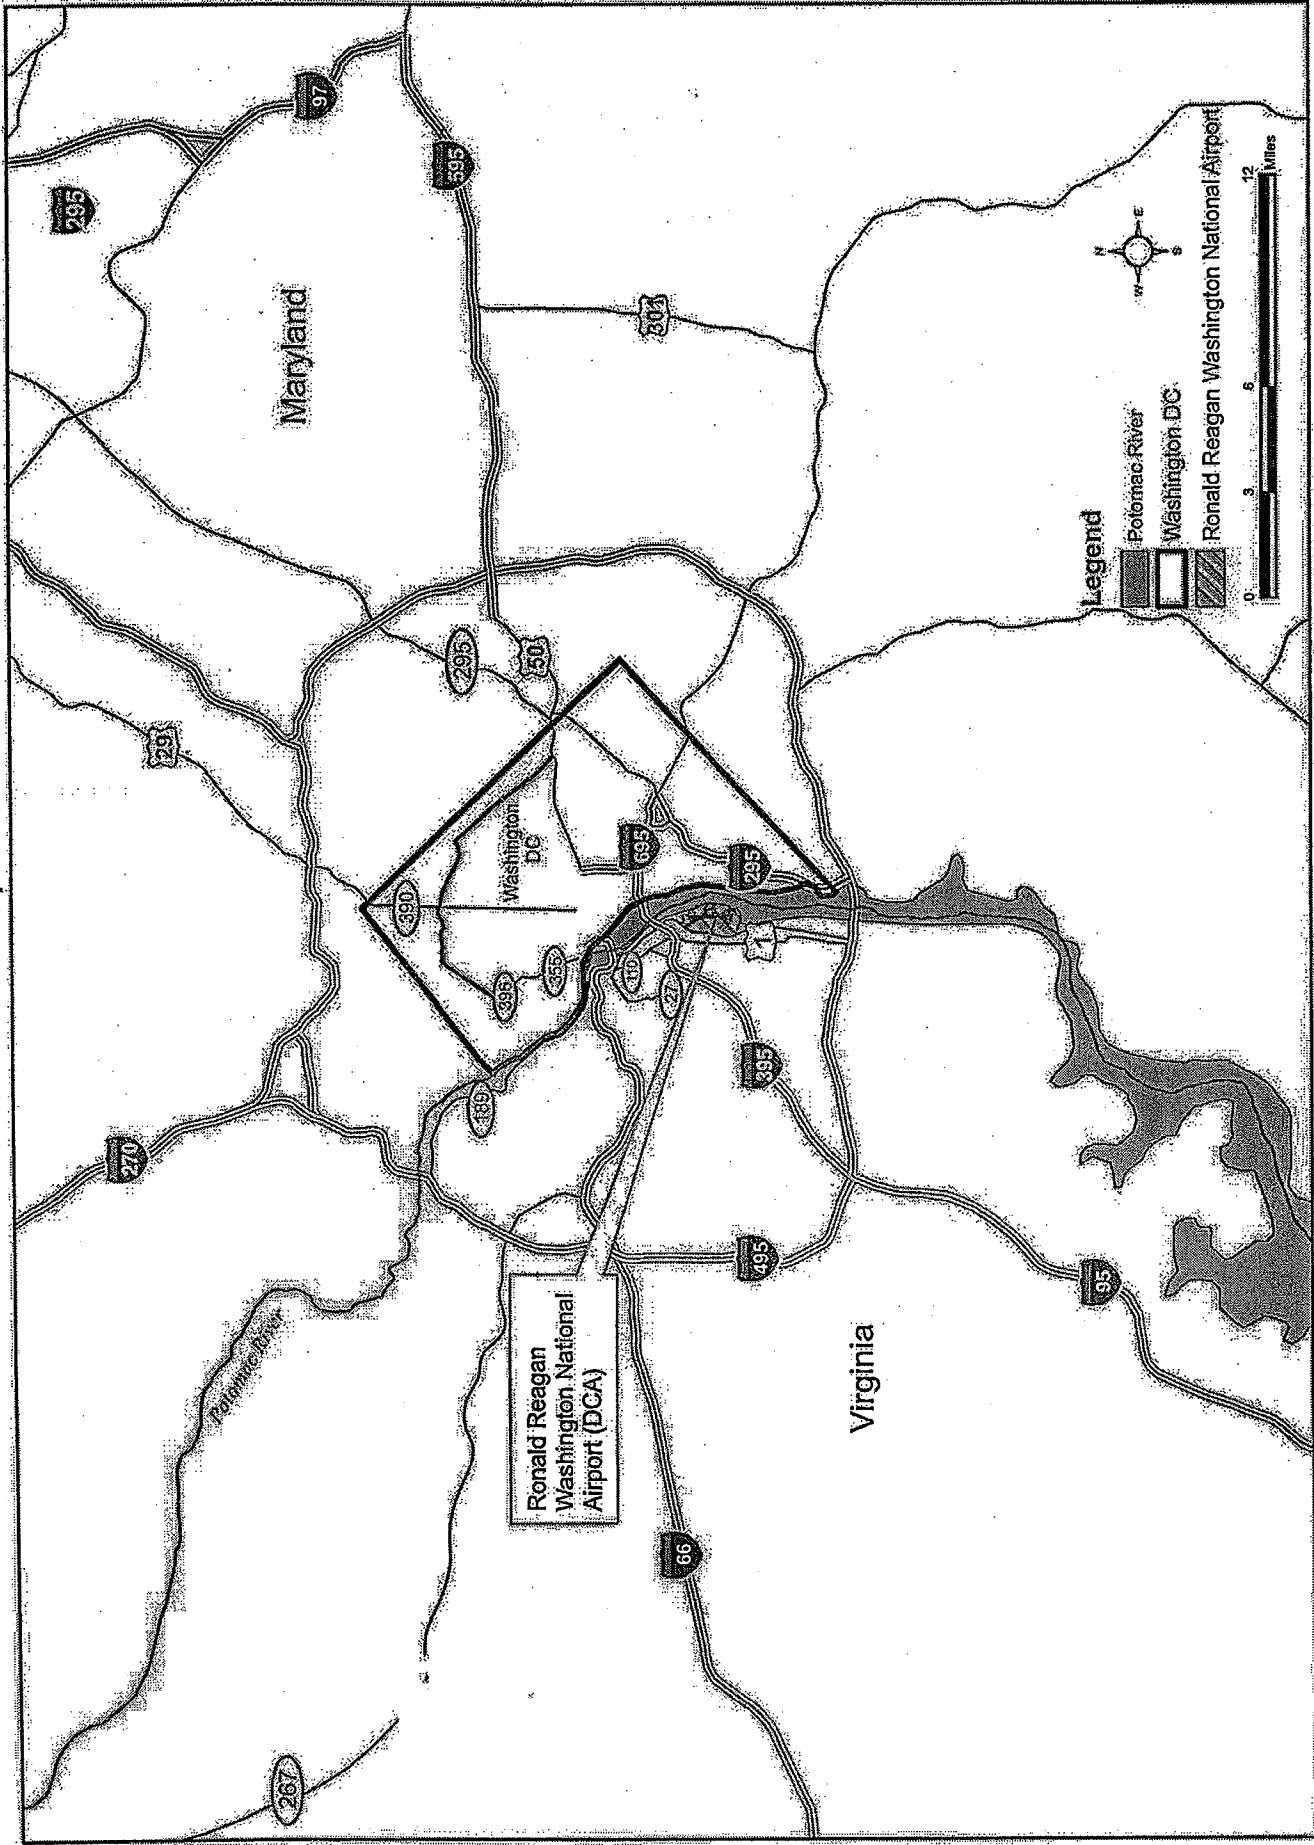 267
Potomac River
270
29
295
97
Maryland
595
189
390
295
50
395
355
Washington
DC
301
Ronald Reagan
Washington National
Airport (DCA)
66
110
27
695
395
295
1
495
Virginia
95
N
W
E
S
Legend
Potomac River
Washington DC
Ronald Reagan Washington National Airport
0
3
6
12
Miles